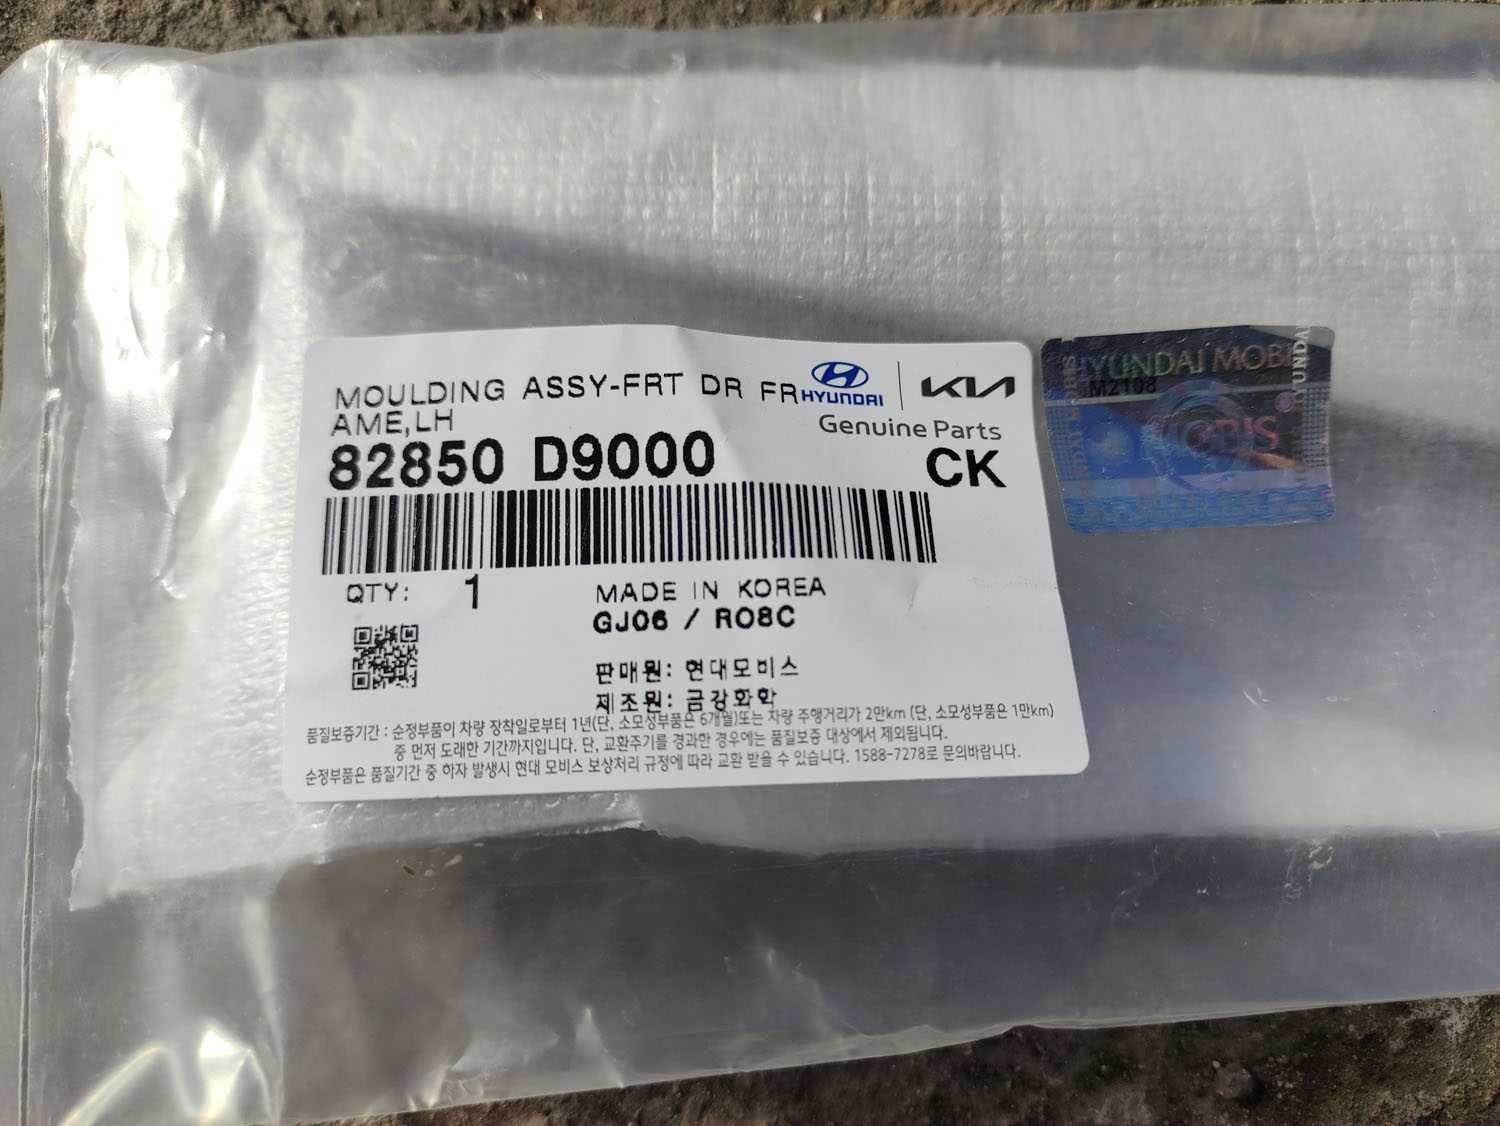 MOULDING ASSY-FRT DR FR
AME,LH
HYUNDAI
KIA
Genuine Parts
82850 D9000
CK
QTY: 1
MADE IN KOREA
GJ06 / RO8C
판매원: 현대모비스
제조원: 금강화학
품질보증기간 : 순정부품이 차량 장착일로부터 1년(단, 소모성부품은 6개월)또는 차량 주행거리가 2만km (단, 소모성부품은 1만km)
중 먼저 도래한 기간까지입니다. 단, 교환주기를 경과한 경우에는 품질보증 대상에서 제외됩니다.
순정부품은 품질기간 중 하자 발생시 현대 모비스 보상처리 규정에 따라 교환 받을 수 있습니다. 1588-7278로 문의바랍니다.
HYUNDAI MOBIS
M2108